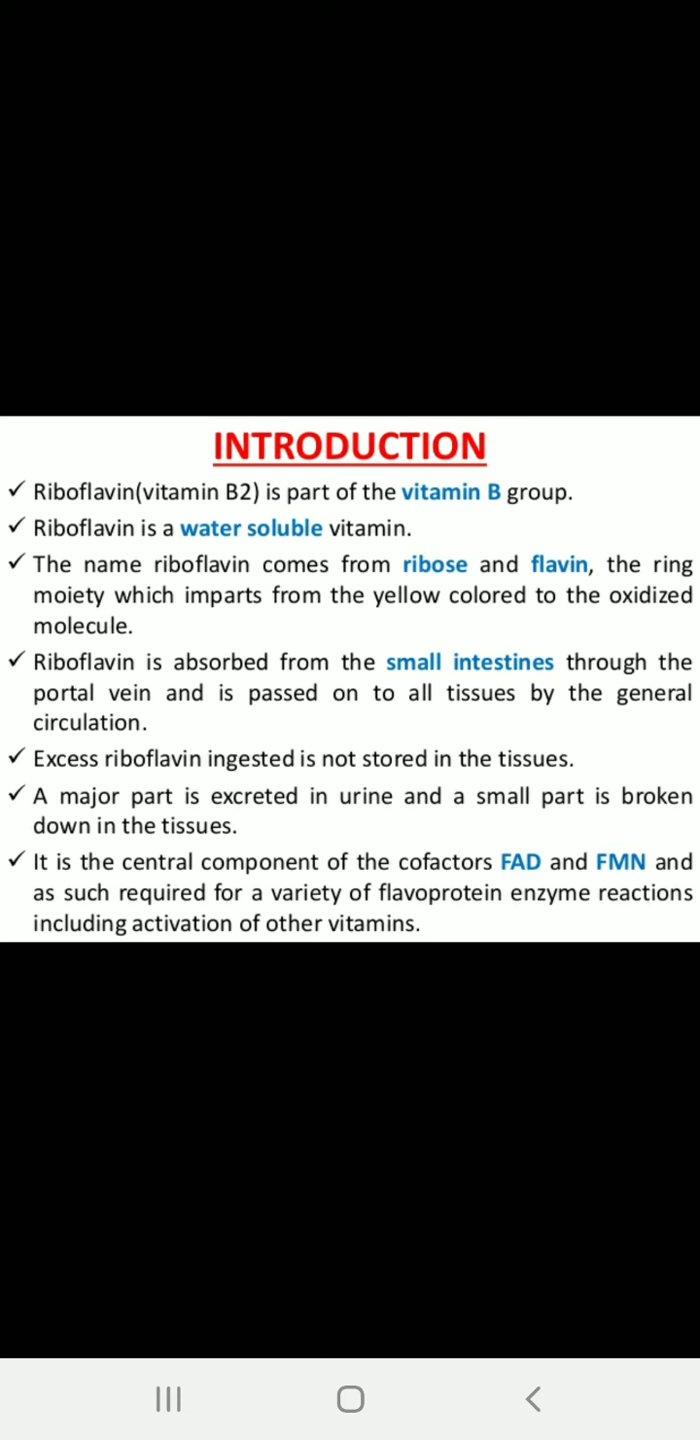 INTRODUCTION
✓ Riboflavin(vitamin B2) is part of the vitamin B group.
✓ Riboflavin is a water soluble vitamin.
✓ The name riboflavin comes from ribose and flavin, the ring
moiety which imparts from the yellow colored to the oxidized
molecule.
✓ Riboflavin is absorbed from the small intestines through the
portal vein and is passed on to all tissues by the general
circulation.
✓ Excess riboflavin ingested is not stored in the tissues.
✓ A major part is excreted in urine and a small part is broken
down in the tissues.
✓ It is the central component of the cofactors FAD and FMN and
as such required for a variety of flavoprotein enzyme reactions
including activation of other vitamins.